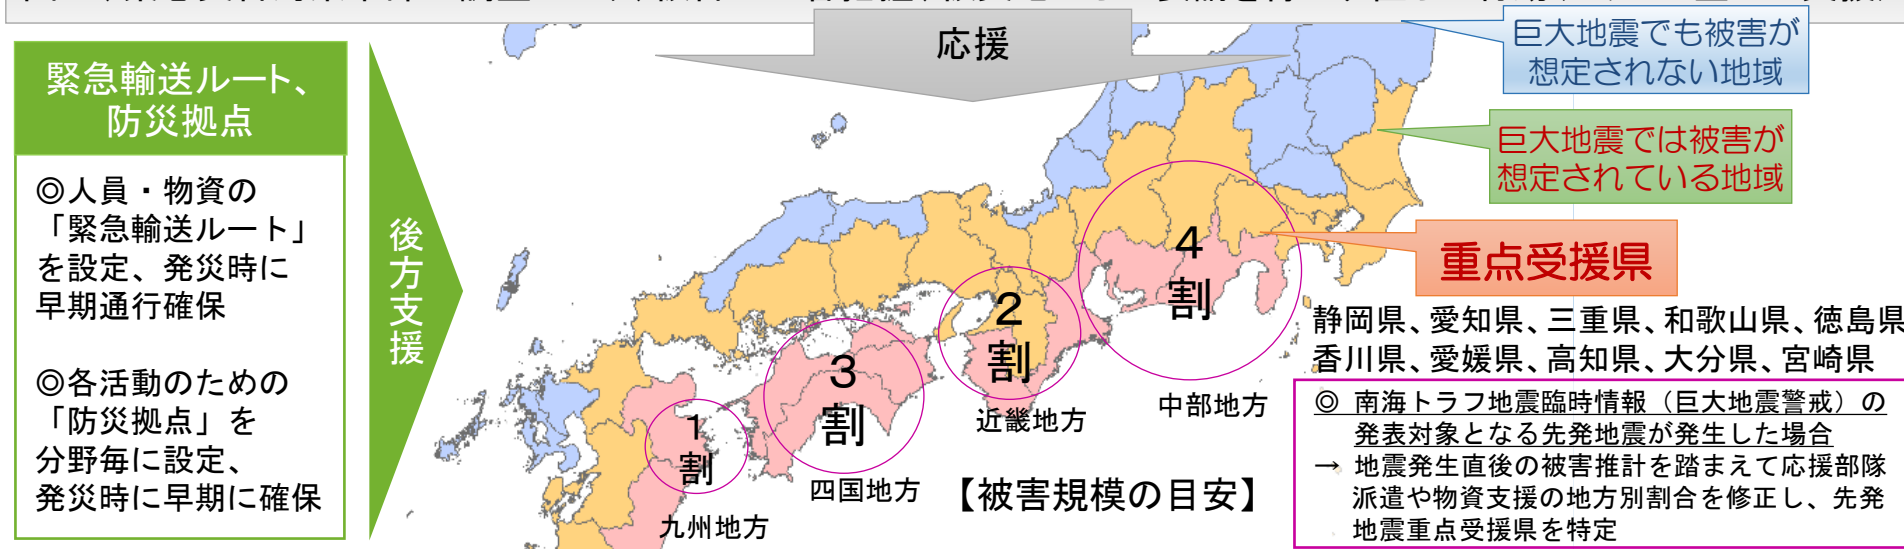 応援
巨大地震でも被害が
想定されない地域
緊急輸送ルート、
防災拠点
巨大地震では被害が
想定されている地域
◎人員・物資の
「緊急輸送ルート」
を設定、発災時に
早期通行確保
◎各活動のための
「防災拠点」を
分野毎に設定、
発災時に早期に確保
後方支援
重点受援県
静岡県、愛知県、三重県、和歌山県、徳島県
香川県、愛媛県、高知県、大分県、宮崎県
4
割
中部地方
2
割
近畿地方
3
割
四国地方
1
割
九州地方
【被害規模の目安】
◎ 南海トラフ地震臨時情報（巨大地震警戒）の
発表対象となる先発地震が発生した場合
→ 地震発生直後の被害推計を踏まえて応援部隊
派遣や物資支援の地方別割合を修正し、先発
地震重点受援県を特定